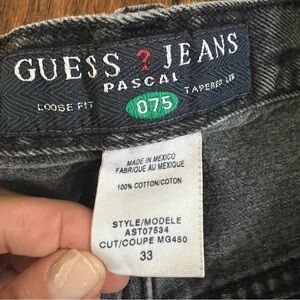 GUESS ? JEANS
PASCAL
LOOSE FIT 075 TAPERED LEG
MADE IN MEXICO
FABRIQUE AU MEXIQUE
100% COTTON/COTON
STYLE/MODELE
AST07534
CUT/COUPE MG450
33